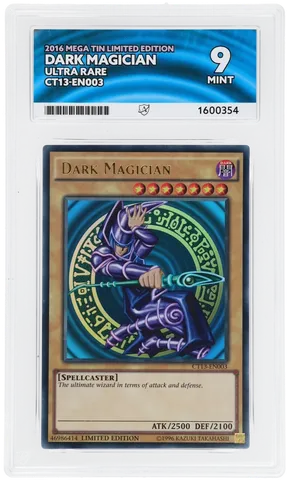 2016 MEGA TIN LIMITED EDITION
DARK MAGICIAN
ULTRA RARE
CT13-EN003
9
MINT
1600354
DARK MAGICIAN
CT13-EN003
[SPELLCASTER]
The ultimate wizard in terms of attack and defense.
ATK/2500 DEF/2100
46986414 LIMITED EDITION ©1996 KAZUKI TAKAHASHI